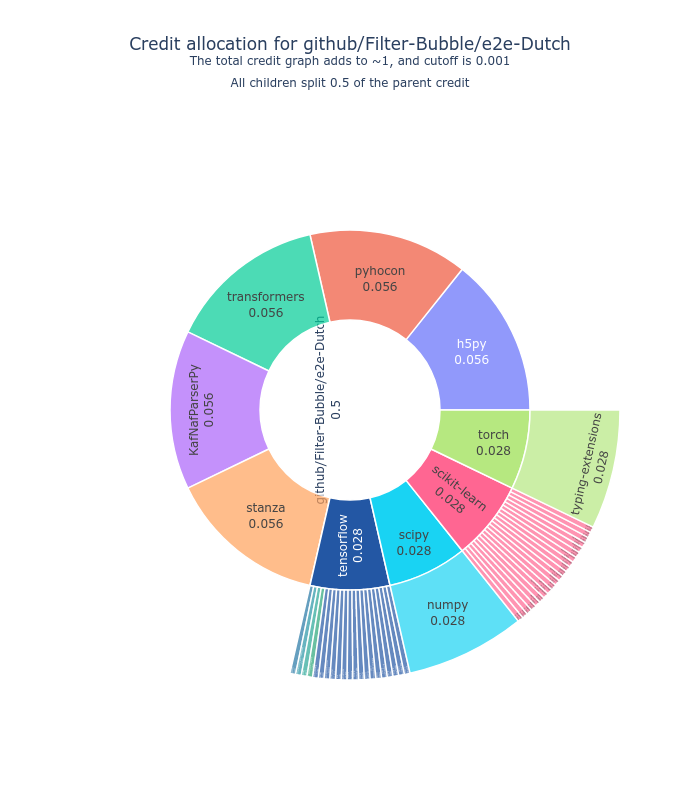 Credit allocation for github/Filter-Bubble/e2e-Dutch
The total credit graph adds to ~1, and cutoff is 0.001
All children split 0.5 of the parent credit
pyhocon
0.056
transformers
0.056
h5py
0.056
github/Filter-Bubble/e2e-Dutch
0.5
KafNafParserPy
0.056
torch
0.028
typing-extensions
0.028
scikit-learn
0.028
stanza
0.056
tensorflow
0.028
scipy
0.028
numpy
0.028